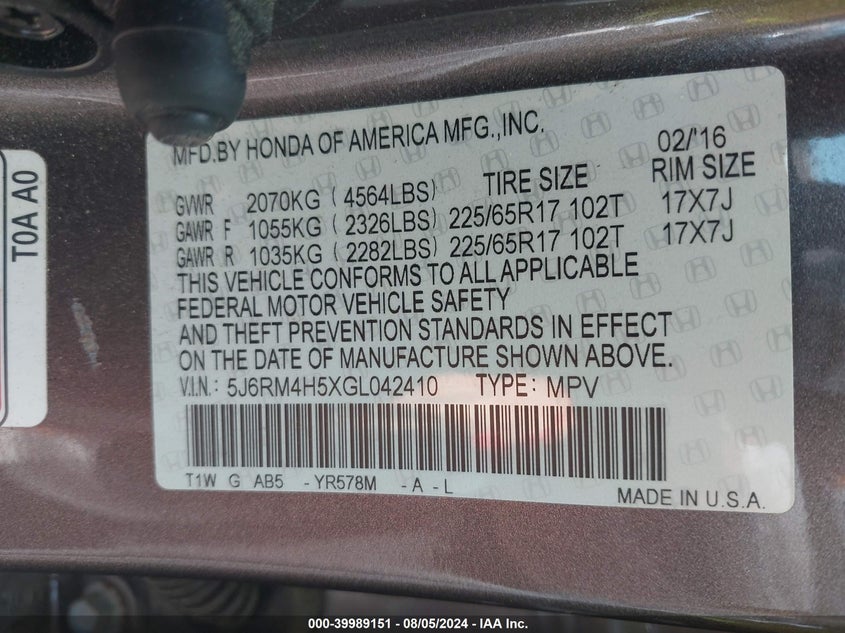 MFD.BY HONDA OF AMERICA MFG.,INC. 02/'16
GVWR 2070KG (4564LBS) TIRE SIZE RIM SIZE
GAWR F 1055KG (2326LBS) 225/65R17 102T 17X7J
GAWR R 1035KG (2282LBS) 225/65R17 102T 17X7J
THIS VEHICLE CONFORMS TO ALL APPLICABLE
FEDERAL MOTOR VEHICLE SAFETY
AND THEFT PREVENTION STANDARDS IN EFFECT
ON THE DATE OF MANUFACTURE SHOWN ABOVE.
V.I.N: 5J6RM4H5XGL042410 TYPE: MPV
T1W G AB5 -YR578M -A -L
MADE IN U.S.A.
T0A A0
000-39989151 - 08/05/2024 - IAA Inc.